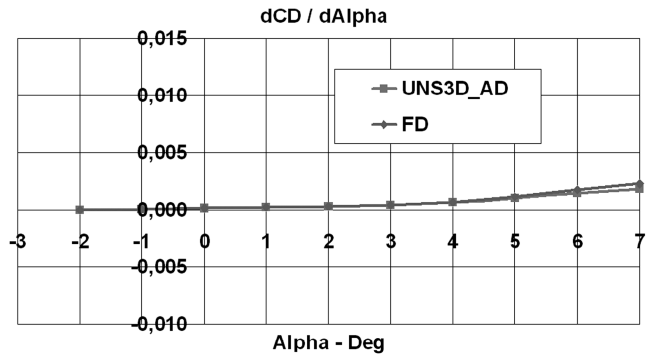 dCD / dAlpha
0,015
0,010
UNS3D_AD
FD
0,005
0,000
-3 -2 -1 0 1 2 3 4 5 6 7
-0,005
-0,010
Alpha - Deg